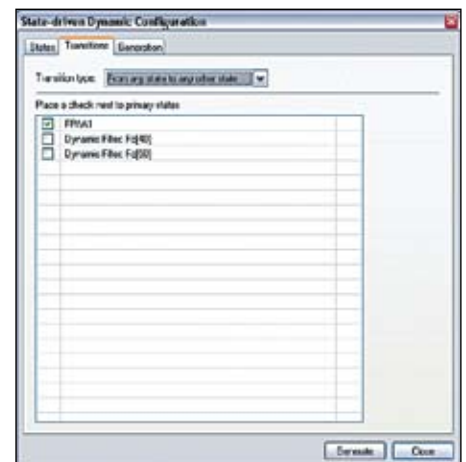 State-driven Dynamic Configuration
States Transitions Generation
Transition type: From any state to any other state
Place a check next to primary states
FPAA1
Dynamic Filter: Fc[40]
Dynamic Filter: Fc[50]
Generate Close